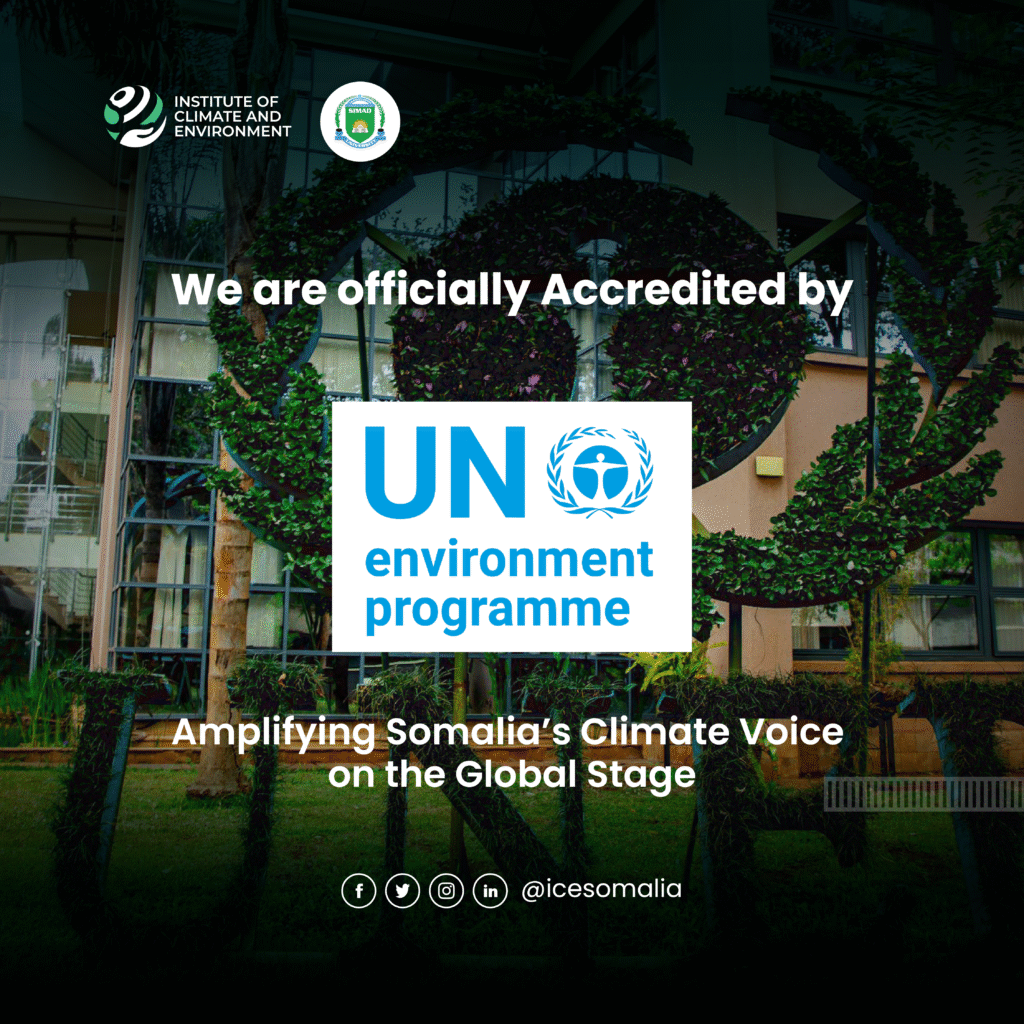 INSTITUTE OF
CLIMATE AND
ENVIRONMENT
SIMAD
We are officially Accredited by
UN
environment
programme
Amplifying Somalia’s Climate Voice
on the Global Stage
@icesomalia